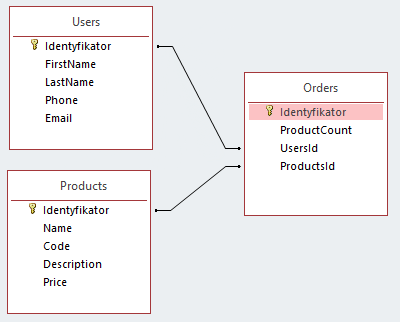 Users
Identyfikator
FirstName
LastName
Phone
Email
Orders
Identyfikator
ProductCount
UsersId
ProductsId
Products
Identyfikator
Name
Code
Description
Price